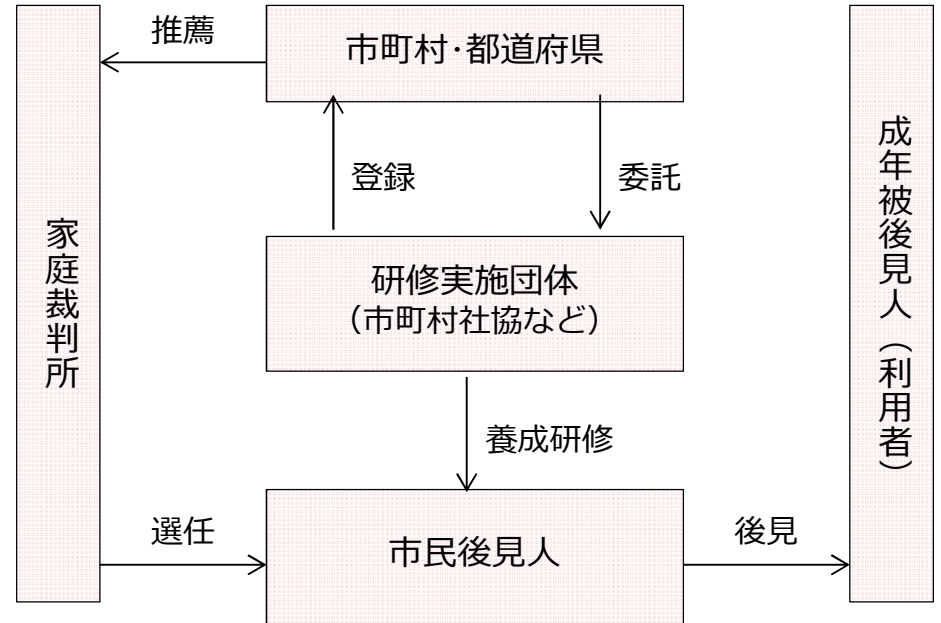 推薦
市町村・都道府県
登録
委託
家庭裁判所
成年被後見人（利用者）
研修実施団体
（市町村社協など）
養成研修
選任
市民後見人
後見